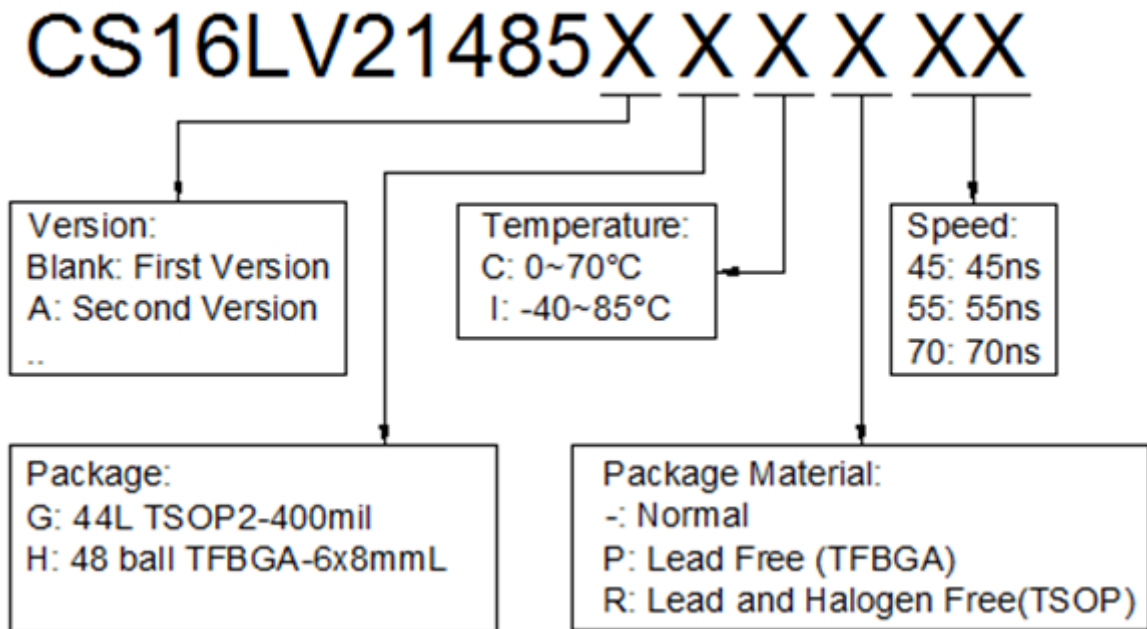 CS16LV21485X X X X XX
Version:
Blank: First Version
A: Second Version
..
Temperature:
C: 0~70°C
I: -40~85°C
Speed:
45: 45ns
55: 55ns
70: 70ns
Package:
G: 44L TSOP2-400mil
H: 48 ball TFBGA-6x8mmL
Package Material:
-: Normal
P: Lead Free (TFBGA)
R: Lead and Halogen Free(TSOP)